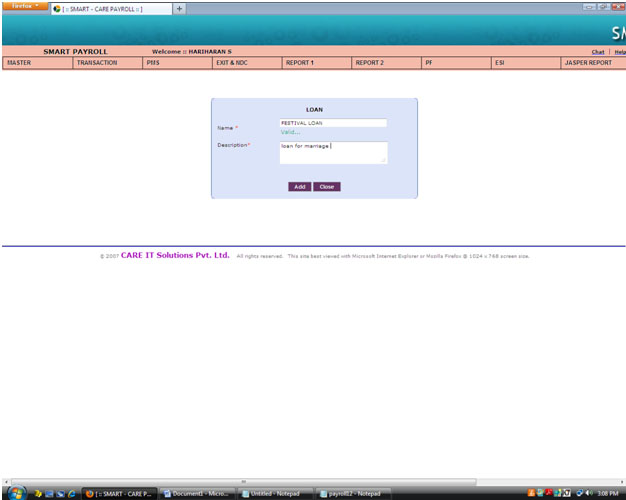 Firefox
[ :: SMART - CARE PAYROLL :: ]
+
SM
SMART PAYROLL
Welcome :: HARIHARAN S
Chat | Help
MASTER
TRANSACTION
PMS
EXIT & NDC
REPORT 1
REPORT 2
PF
ESI
JASPER REPORT
LOAN
Name *
FESTIVAL LOAN
Valid...
Description*
loan for marriage
Add
Close
© 2007 CARE IT Solutions Pvt. Ltd. All rights reserved. This site best viewed with Microsoft Internet Explorer or Mozilla Firefox @ 1024 x 768 screen size.
[ :: SMART - CARE P...
Document1 - Micro...
Untitled - Notepad
payroll12 - Notepad
3:08 PM